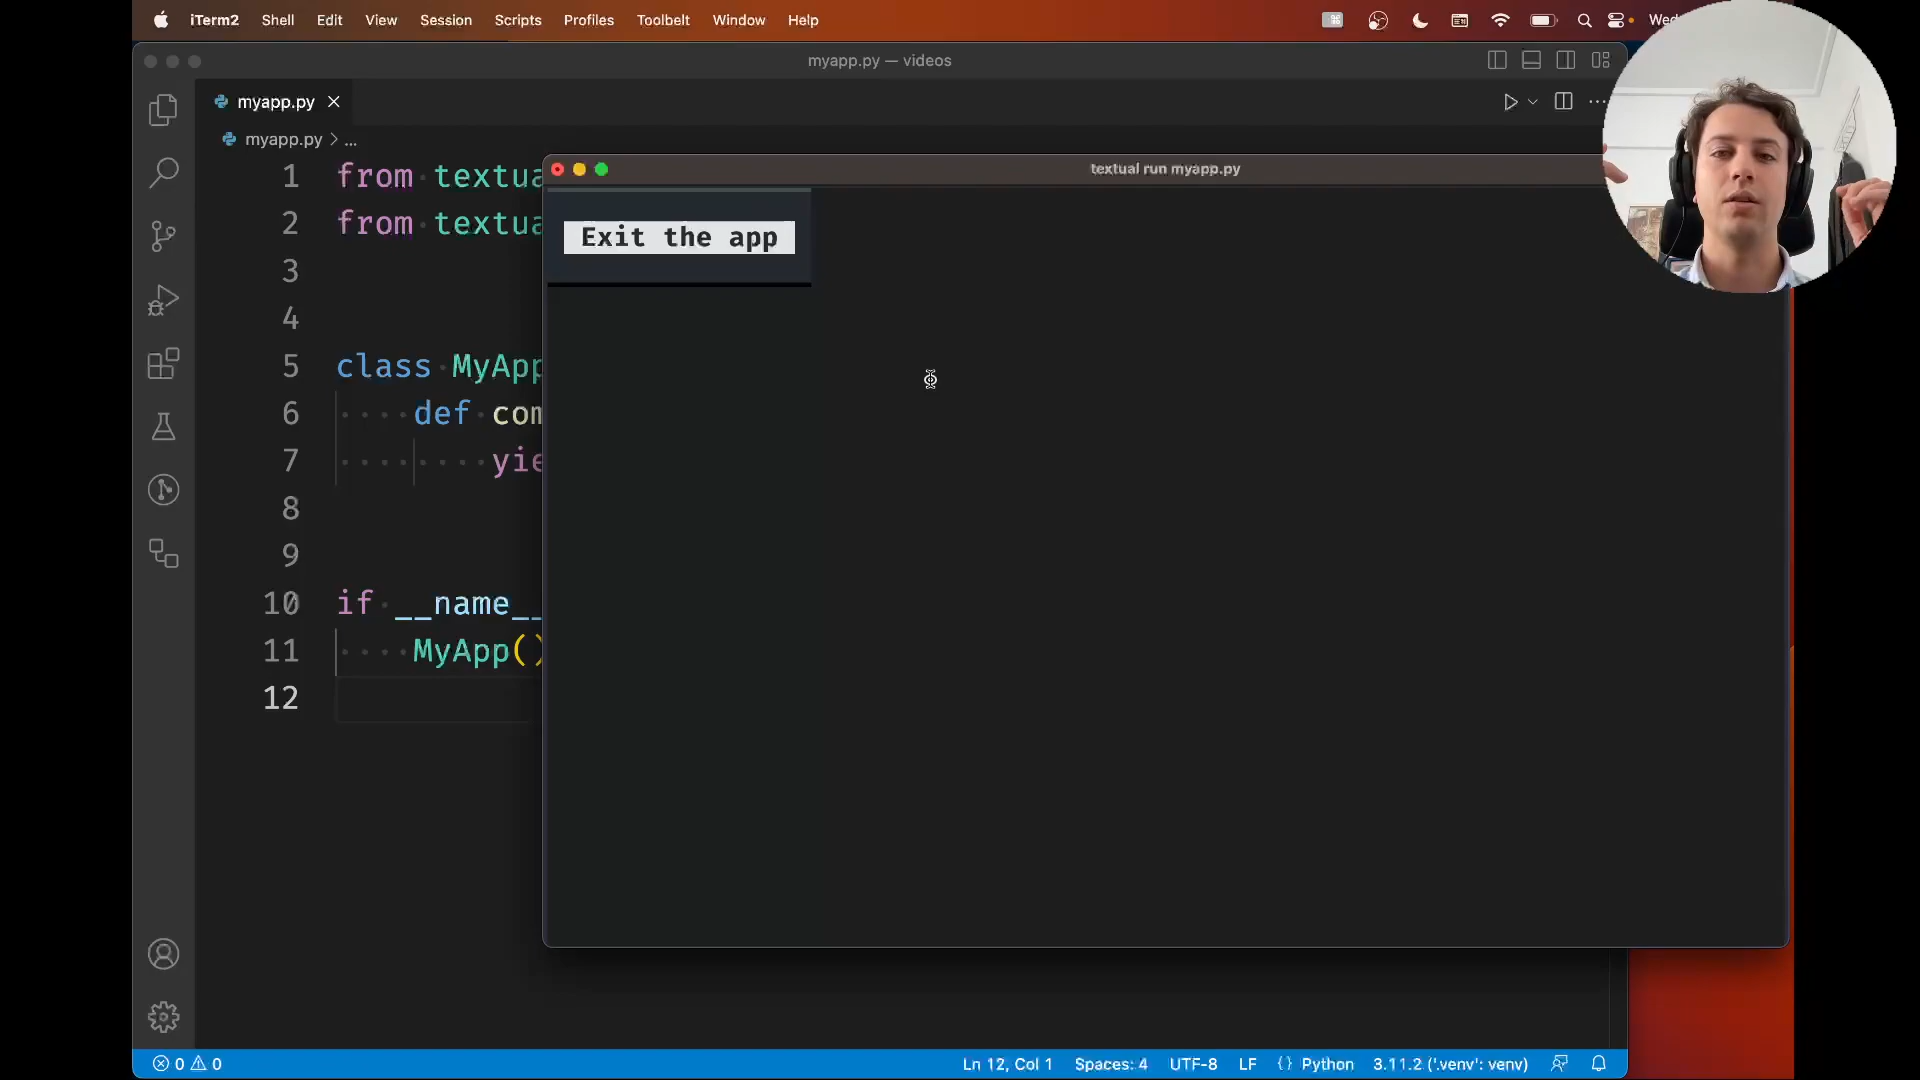 iTerm2 Shell Edit View Session Scripts Profiles Toolbelt Window Help
myapp.py — videos
myapp.py
myapp.py > ...
textual run myapp.py
Exit the app
1 from textua
2 from textua
3
4
5 class MyApp
6 def com
7 yie
8
9
10 if __name__
11 MyApp()
12
0 0 Ln 12, Col 1 Spaces: 4 UTF-8 LF {} Python 3.11.2 ('.venv': venv)